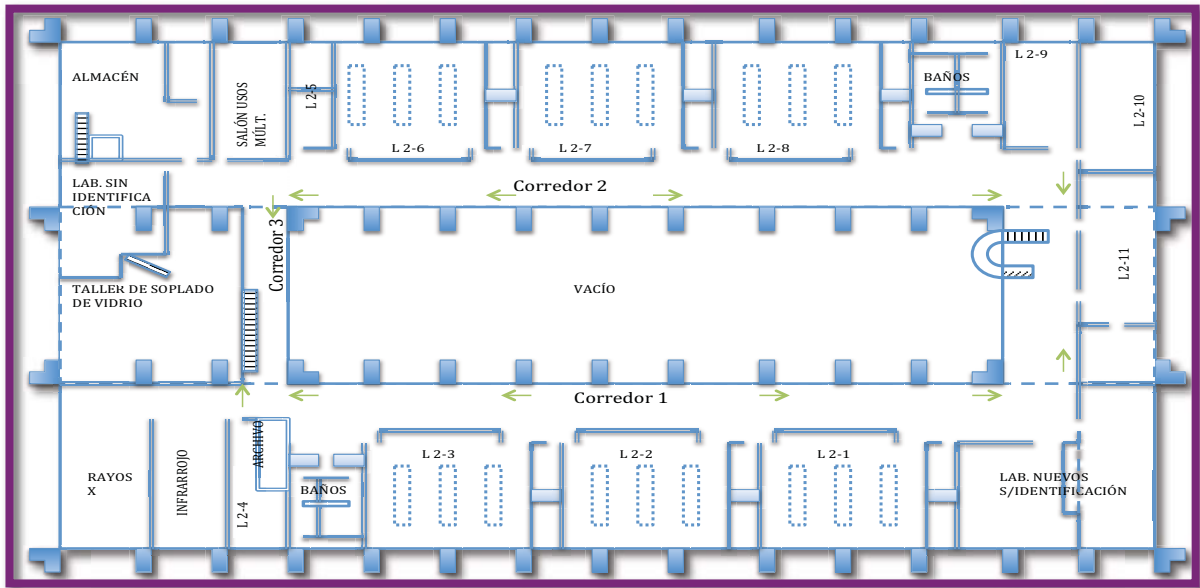 ALMACÉN
SALÓN USOS
MÚLT.
L 2-5
L 2-6
L 2-7
L 2-8
BAÑOS
L 2-9
L 2-10
LAB. SIN
IDENTIFICA
CIÓN
Corredor 2
Corredor 3
TALLER DE SOPLADO
DE VIDRIO
VACÍO
L 2-11
Corredor 1
RAYOS
X
INFRARROJO
L 2-4
ARCHIVO
BAÑOS
L 2-3
L 2-2
L 2-1
LAB. NUEVOS
S/IDENTIFICACIÓN